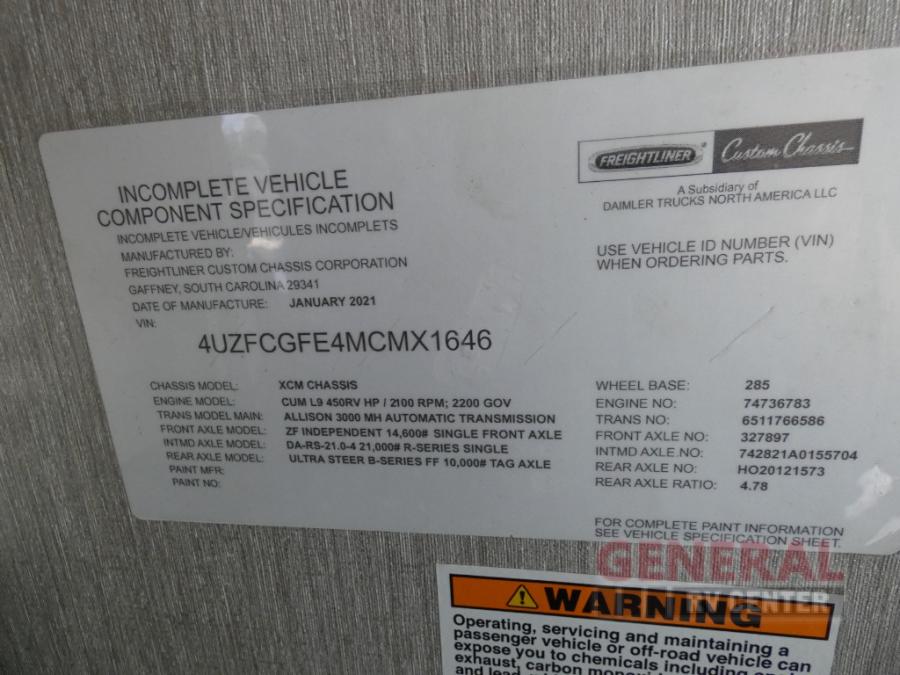 INCOMPLETE VEHICLE
COMPONENT SPECIFICATION
INCOMPLETE VEHICLE/VEHICULES INCOMPLETS
MANUFACTURED BY:
FREIGHTLINER CUSTOM CHASSIS CORPORATION
GAFFNEY, SOUTH CAROLINA 29341
DATE OF MANUFACTURE: JANUARY 2021
VIN:
4UZFCGFE4MCMX1646
FREIGHTLINER Custom Chassis
A Subsidiary of
DAIMLER TRUCKS NORTH AMERICA LLC
USE VEHICLE ID NUMBER (VIN)
WHEN ORDERING PARTS.
CHASSIS MODEL: XCM CHASSIS
ENGINE MODEL: CUM L9 450RV HP / 2100 RPM; 2200 GOV
TRANS MODEL MAIN: ALLISON 3000 MH AUTOMATIC TRANSMISSION
FRONT AXLE MODEL: ZF INDEPENDENT 14,600# SINGLE FRONT AXLE
INTMD AXLE MODEL: DA-RS-21.0-4 21,000# R-SERIES SINGLE
REAR AXLE MODEL: ULTRA STEER B-SERIES FF 10,000# TAG AXLE
PAINT MFR:
PAINT NO:
WHEEL BASE: 285
ENGINE NO: 74736783
TRANS NO: 6511766586
FRONT AXLE NO: 327897
INTMD AXLE NO: 742821A0155704
REAR AXLE NO: HO20121573
REAR AXLE RATIO: 4.78
FOR COMPLETE PAINT INFORMATION
SEE VEHICLE SPECIFICATION SHEET.
GENERAL
RV CENTER
WARNING
Operating, servicing and maintaining a
passenger vehicle or off-road vehicle can
expose you to chemicals including
exhaust, carbon
and lead